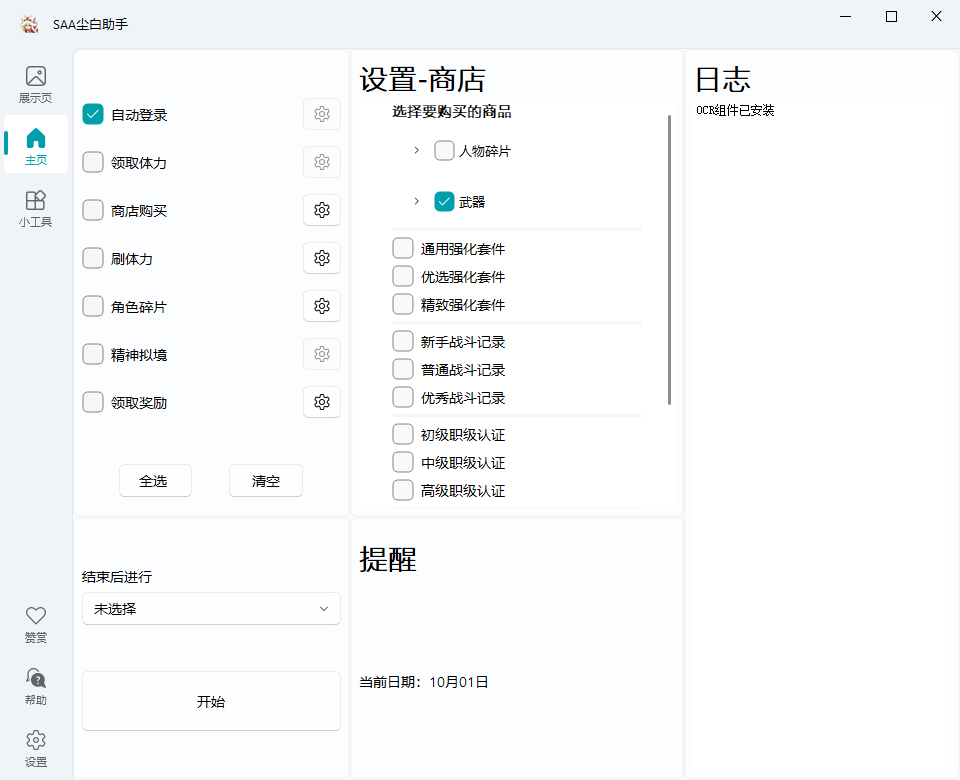 SAA尘白助手
展示页
主页
小工具
赞赏
帮助
设置
自动登录
领取体力
商店购买
刷体力
角色碎片
精神拟境
领取奖励
全选
清空
结束后进行
未选择
开始
设置-商店
选择要购买的商品
人物碎片
武器
通用强化套件
优选强化套件
精致强化套件
新手战斗记录
普通战斗记录
优秀战斗记录
初级职级认证
中级职级认证
高级职级认证
提醒
当前日期：10月01日
日志
OCR组件已安装